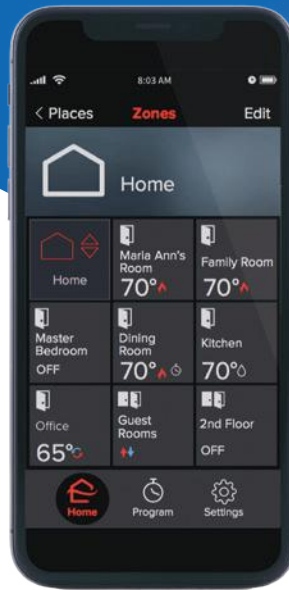 8:03 AM
< Places
Zones
Edit
Home
Home
Maria Ann's
Room
70°
Family Room
70°
Master
Bedroom
OFF
Dining
Room
70°
Kitchen
70°
Office
65°
Guest
Rooms
2nd Floor
OFF
Home
Program
Settings